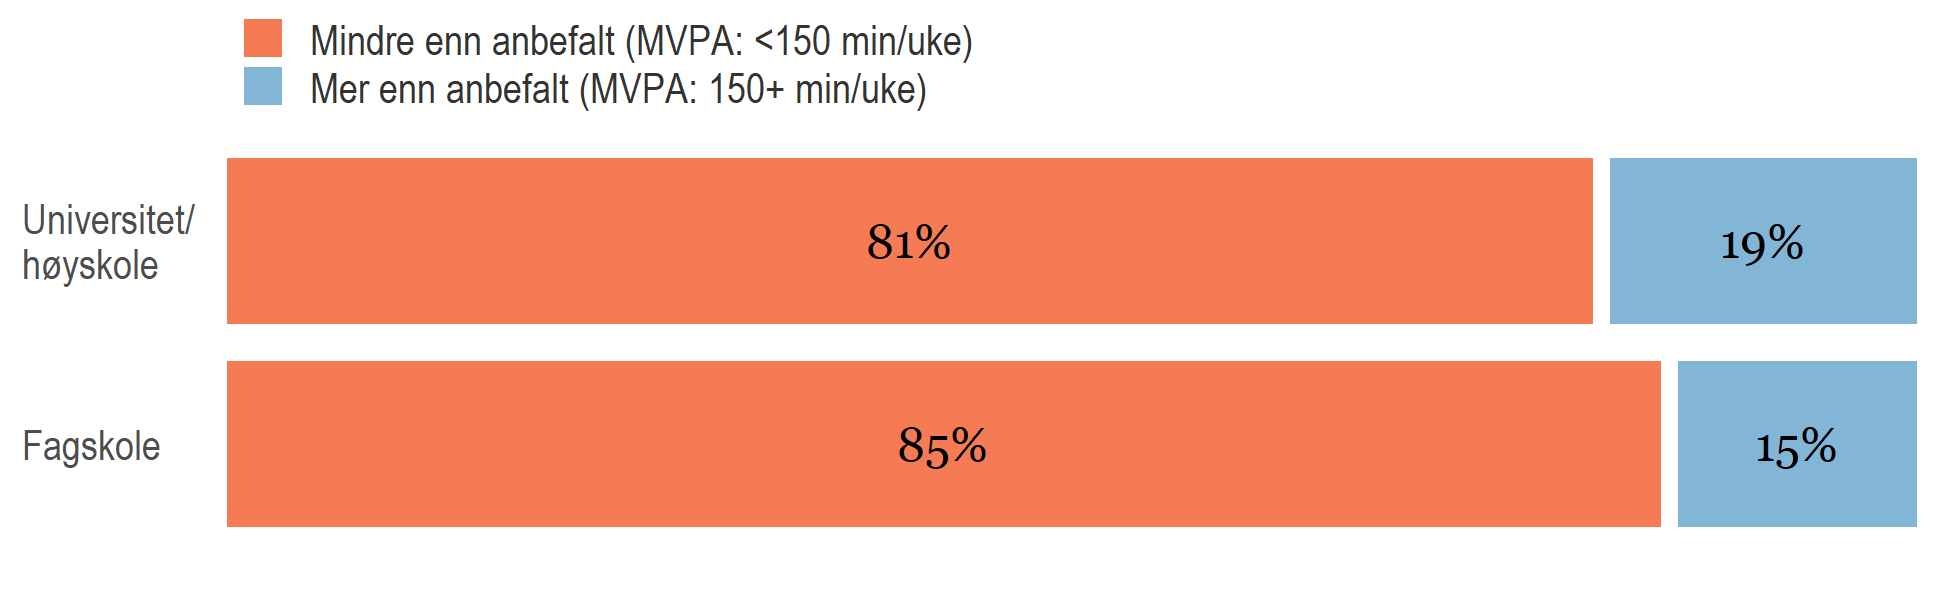 Mindre enn anbefalt (MVPA: <150 min/uke)
Mer enn anbefalt (MVPA: 150+ min/uke)
Universitet/
høyskole
81%
19%
Fagskole
85%
15%